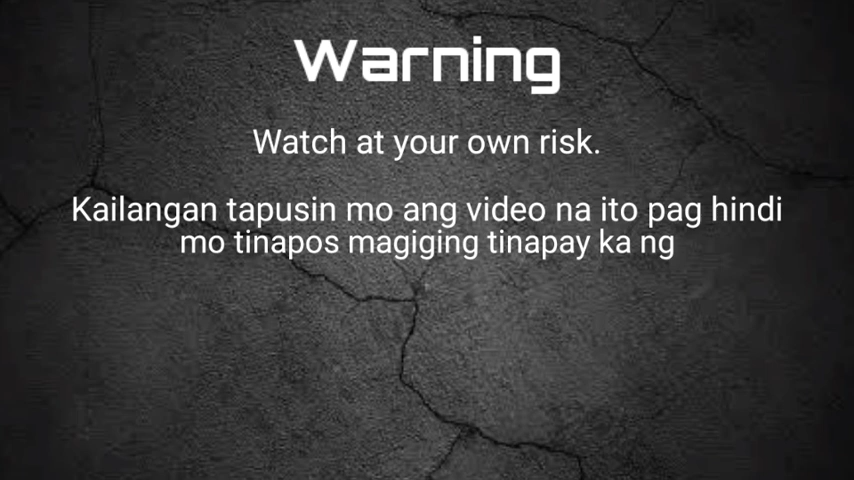 Warning
Watch at your own risk.
Kailangan tapusin mo ang video na ito pag hindi
mo tinapos magiging tinapay ka ng